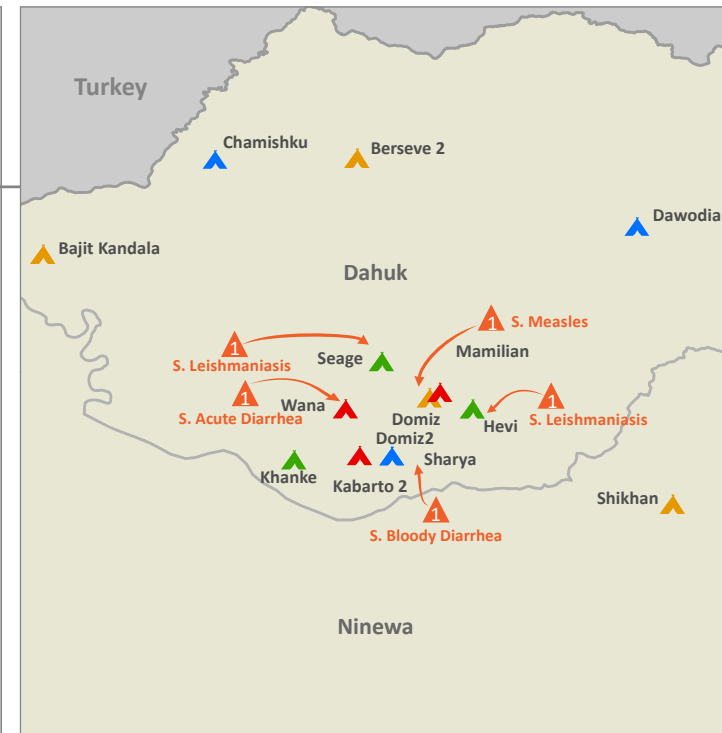 Turkey
Chamishku
Berseve 2
Dawodia
Bajit Kandala
Dahuk
1
S. Measles
1
S. Leishmaniasis
Seage
Mamilian
1
S. Acute Diarrhea
Wana
Domiz
Hevi
1
S. Leishmaniasis
Domiz2
Sharya
Khanke
Kabarto 2
Shikhan
1
S. Bloody Diarrhea
Ninewa